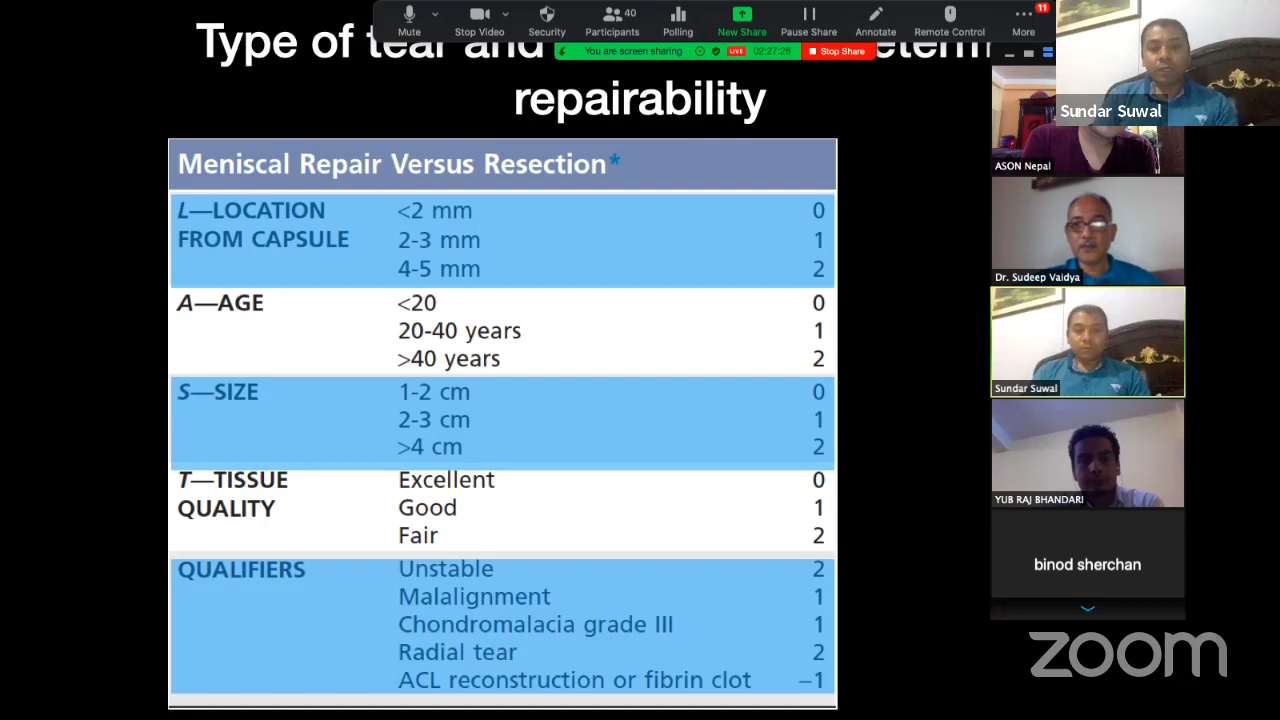 Mute
Stop Video
Security
40
Participants
Polling
New Share
Pause Share
Annotate
Remote Control
11
More
You are screen sharing
LIVE
02:27:28
Stop Share
Type of tear and
repairability
Meniscal Repair Versus Resection*
L—LOCATION <2 mm 0
FROM CAPSULE 2-3 mm 1
4-5 mm 2
A—AGE <20 0
20-40 years 1
>40 years 2
S—SIZE 1-2 cm 0
2-3 cm 1
>4 cm 2
T—TISSUE Excellent 0
QUALITY Good 1
Fair 2
QUALIFIERS Unstable 2
Malalignment 1
Chondromalacia grade III 1
Radial tear 2
ACL reconstruction or fibrin clot –1
Sundar Suwal
ASON Nepal
Dr. Sudeep Vaidya
Sundar Suwal
YUB RAJ BHANDARI
binod sherchan
zoom